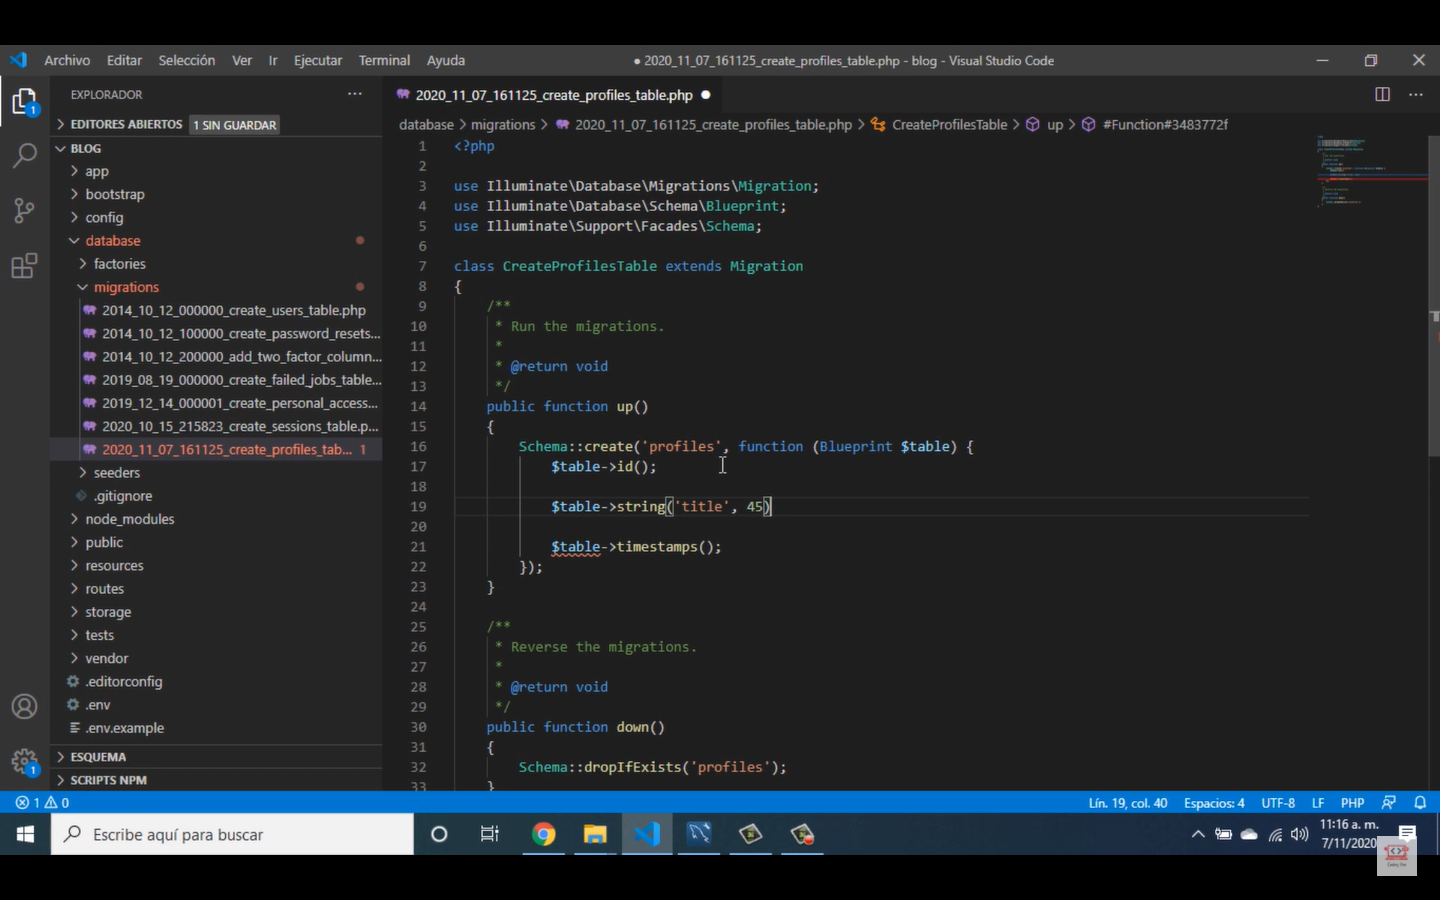 Archivo Editar Selección Ver Ir Ejecutar Terminal Ayuda
● 2020_11_07_161125_create_profiles_table.php - blog - Visual Studio Code
EXPLORADOR
EDITORES ABIERTOS 1 SIN GUARDAR
BLOG
app
bootstrap
config
database
factories
migrations
2014_10_12_000000_create_users_table.php
2014_10_12_100000_create_password_resets...
2014_10_12_200000_add_two_factor_column...
2019_08_19_000000_create_failed_jobs_table...
2019_12_14_000001_create_personal_access...
2020_10_15_215823_create_sessions_table.p...
2020_11_07_161125_create_profiles_tab... 1
seeders
.gitignore
node_modules
public
resources
routes
storage
tests
vendor
.editorconfig
.env
.env.example
ESQUEMA
SCRIPTS NPM
2020_11_07_161125_create_profiles_table.php ●
database > migrations > 2020_11_07_161125_create_profiles_table.php > CreateProfilesTable > up > #Function#3483772f
1 <?php
2
3 use Illuminate\Database\Migrations\Migration;
4 use Illuminate\Database\Schema\Blueprint;
5 use Illuminate\Support\Facades\Schema;
6
7 class CreateProfilesTable extends Migration
8 {
9 /**
10 * Run the migrations.
11 *
12 * @return void
13 */
14 public function up()
15 {
16 Schema::create('profiles', function (Blueprint $table) {
17 $table->id();
18
19 $table->string('title', 45)
20
21 $table->timestamps();
22 });
23 }
24
25 /**
26 * Reverse the migrations.
27 *
28 * @return void
29 */
30 public function down()
31 {
32 Schema::dropIfExists('profiles');
33 }
1 0
Lín. 19, col. 40 Espacios: 4 UTF-8 LF PHP
Escribe aquí para buscar
11:16 a. m.
7/11/2020